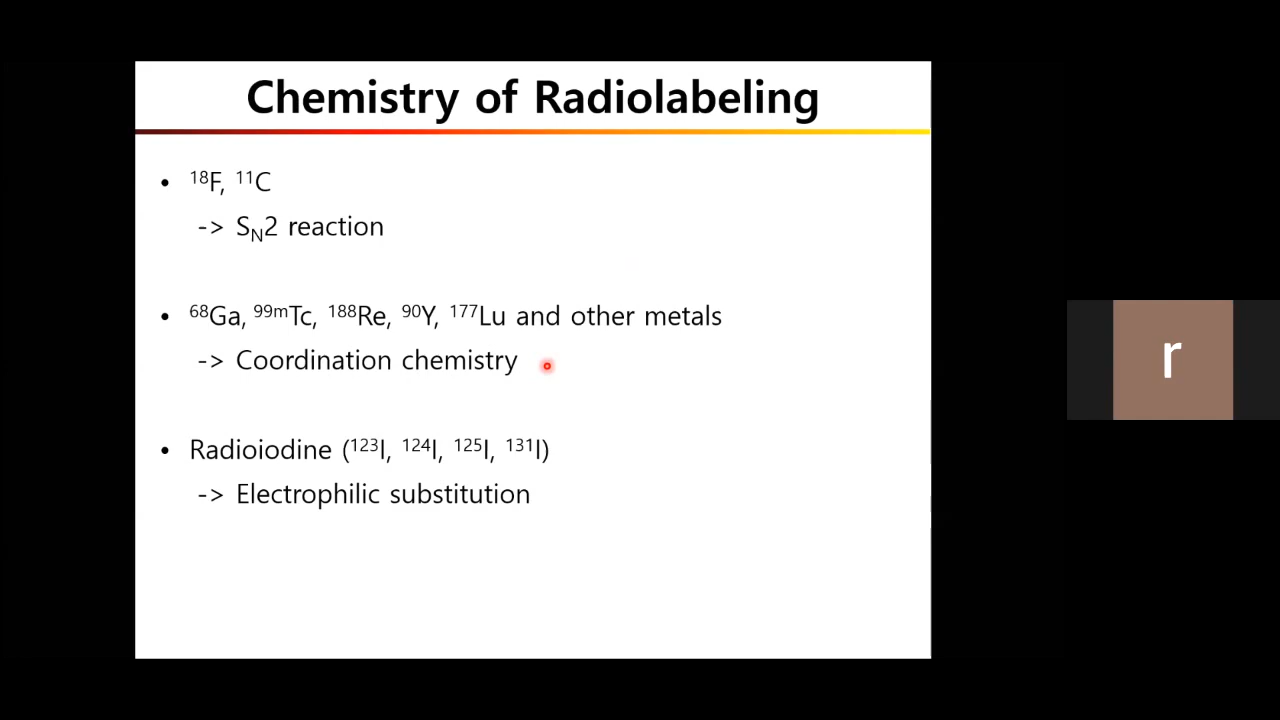 Chemistry of Radiolabeling
• ¹⁸F, ¹¹C
-> Sₙ2 reaction
• ⁶⁸Ga, ⁹⁹ᵐTc, ¹⁸⁸Re, ⁹⁰Y, ¹⁷⁷Lu and other metals
-> Coordination chemistry
• Radioiodine (¹²³I, ¹²⁴I, ¹²⁵I, ¹³¹I)
-> Electrophilic substitution
r